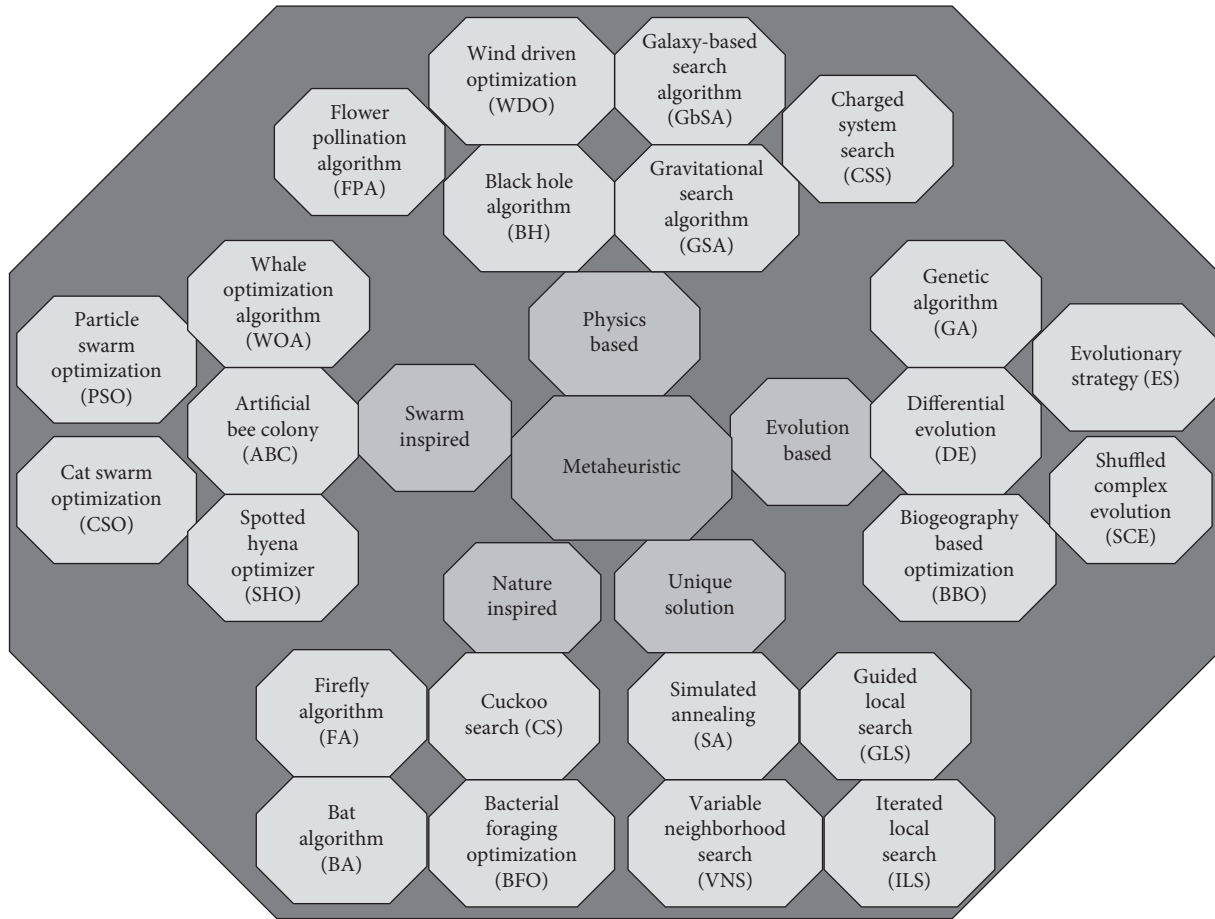 Wind driven
optimization
(WDO)
Galaxy-based
search
algorithm
(GbSA)
Flower
pollination
algorithm
(FPA)
Charged
system
search
(CSS)
Black hole
algorithm
(BH)
Gravitational
search
algorithm
(GSA)
Whale
optimization
algorithm
(WOA)
Physics
based
Genetic
algorithm
(GA)
Particle
swarm
optimization
(PSO)
Evolutionary
strategy (ES)
Artificial
bee colony
(ABC)
Swarm
inspired
Metaheuristic
Evolution
based
Differential
evolution
(DE)
Cat swarm
optimization
(CSO)
Shuffled
complex
evolution
(SCE)
Spotted
hyena
optimizer
(SHO)
Biogeography
based
optimization
(BBO)
Nature
inspired
Unique
solution
Firefly
algorithm
(FA)
Cuckoo
search (CS)
Simulated
annealing
(SA)
Guided
local
search
(GLS)
Bat
algorithm
(BA)
Bacterial
foraging
optimization
(BFO)
Variable
neighborhood
search
(VNS)
Iterated
local
search
(ILS)